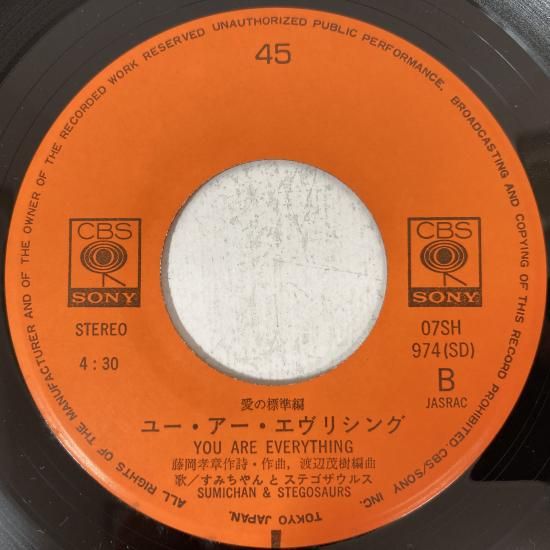 ALL RIGHTS OF THE MANUFACTURER AND OF THE OWNER OF THE RECORDED WORK RESERVED UNAUTHORIZED PUBLIC PERFORMANCE. BROADCASTING AND COPYING OF THIS RECORD PROHIBITED. CBS/SONY INC. TOKYO JAPAN.
45
CBS
SONY
CBS
SONY
STEREO
4:30
07SH
974(SD)
B
JASRAC
愛の標準編
ユー・アー・エヴリシング
YOU ARE EVERYTHING
藤岡孝章作詩・作曲, 渡辺茂樹編曲
歌/すみちやん と ステゴザウルス
SUMICHAN & STEGOSAURS